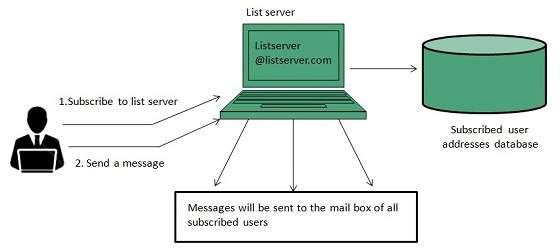 List server
Listserver
@listserver.com
1.Subscribe to list server
2. Send a message
Subscribed user
addresses database
Messages will be sent to the mail box of all
subscribed users